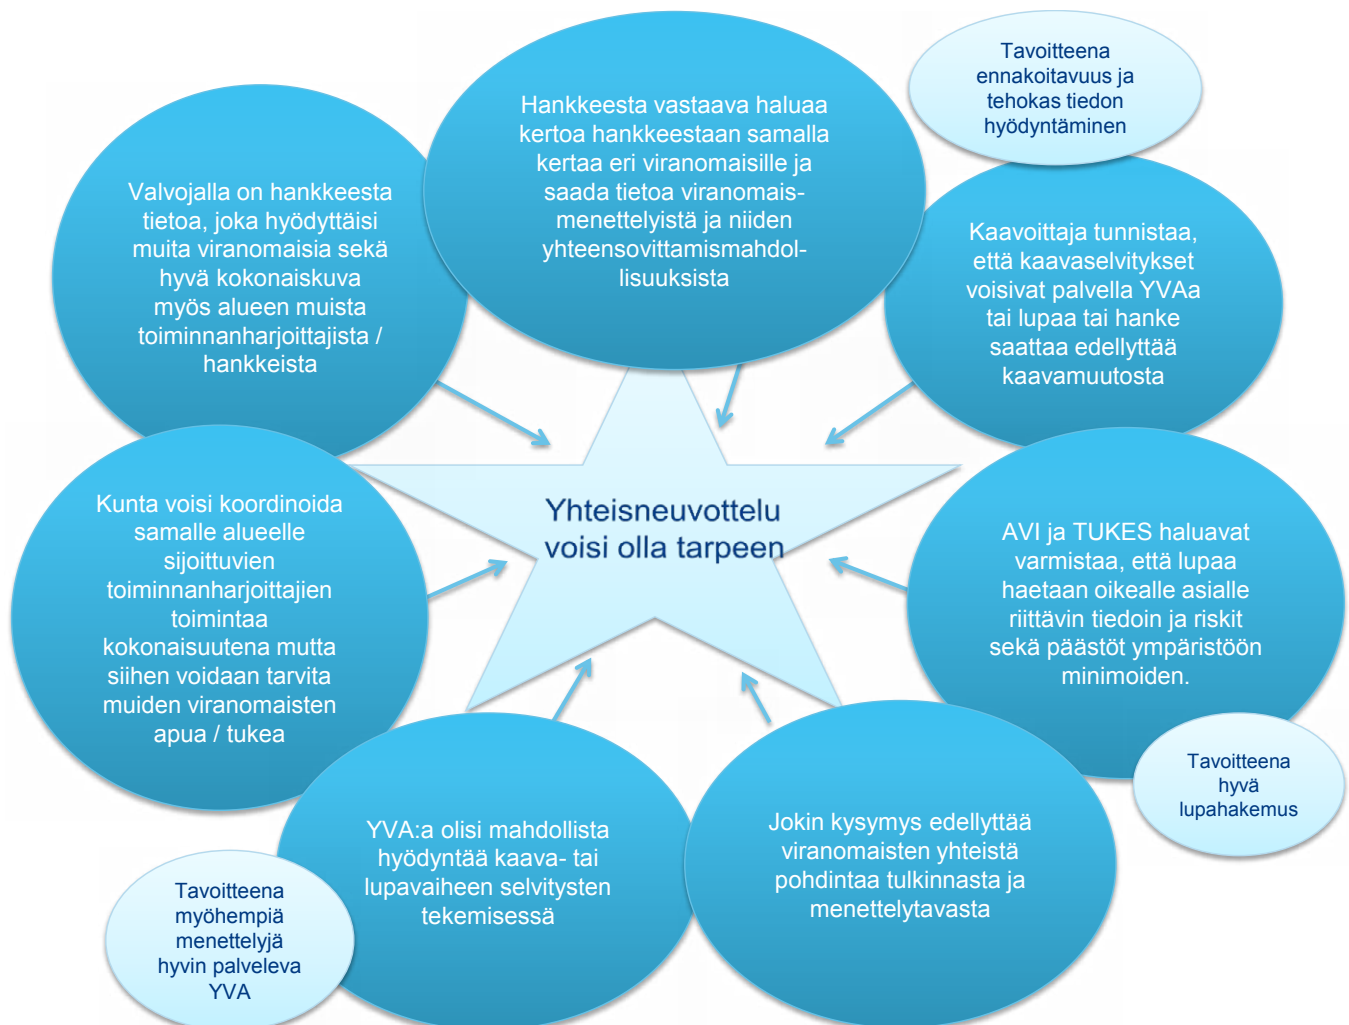 Hankkeesta vastaava haluaa
kertoa hankkeestaan samalla
kertaa eri viranomaisille ja
saada tietoa viranomais-
menettelyistä ja niiden
yhteensovittamismahdol-
lisuuksista
Tavoitteena
ennakoitavuus ja
tehokas tiedon
hyödyntäminen
Kaavoittaja tunnistaa,
että kaavaselvitykset
voisivat palvella YVAa
tai lupaa tai hanke
saattaa edellyttää
kaavamuutosta
AVI ja TUKES haluavat
varmistaa, että lupaa
haetaan oikealle asialle
riittävin tiedoin ja riskit
sekä päästöt ympäristöön
minimoiden.
Tavoitteena
hyvä
lupahakemus
Jokin kysymys edellyttää
viranomaisten yhteistä
pohdintaa tulkinnasta ja
menettelytavasta
YVA:a olisi mahdollista
hyödyntää kaava- tai
lupavaiheen selvitysten
tekemisessä
Tavoitteena
myöhempiä
menettelyjä
hyvin palveleva
YVA
Kunta voisi koordinoida
samalle alueelle
sijoittuvien
toiminnanharjoittajien
toimintaa
kokonaisuutena mutta
siihen voidaan tarvita
muiden viranomaisten
apua / tukea
Valvojalla on hankkeesta
tietoa, joka hyödyttäisi
muita viranomaisia sekä
hyvä kokonaiskuva
myös alueen muista
toiminnanharjoittajista /
hankkeista
Yhteisneuvottelu
voisi olla tarpeen